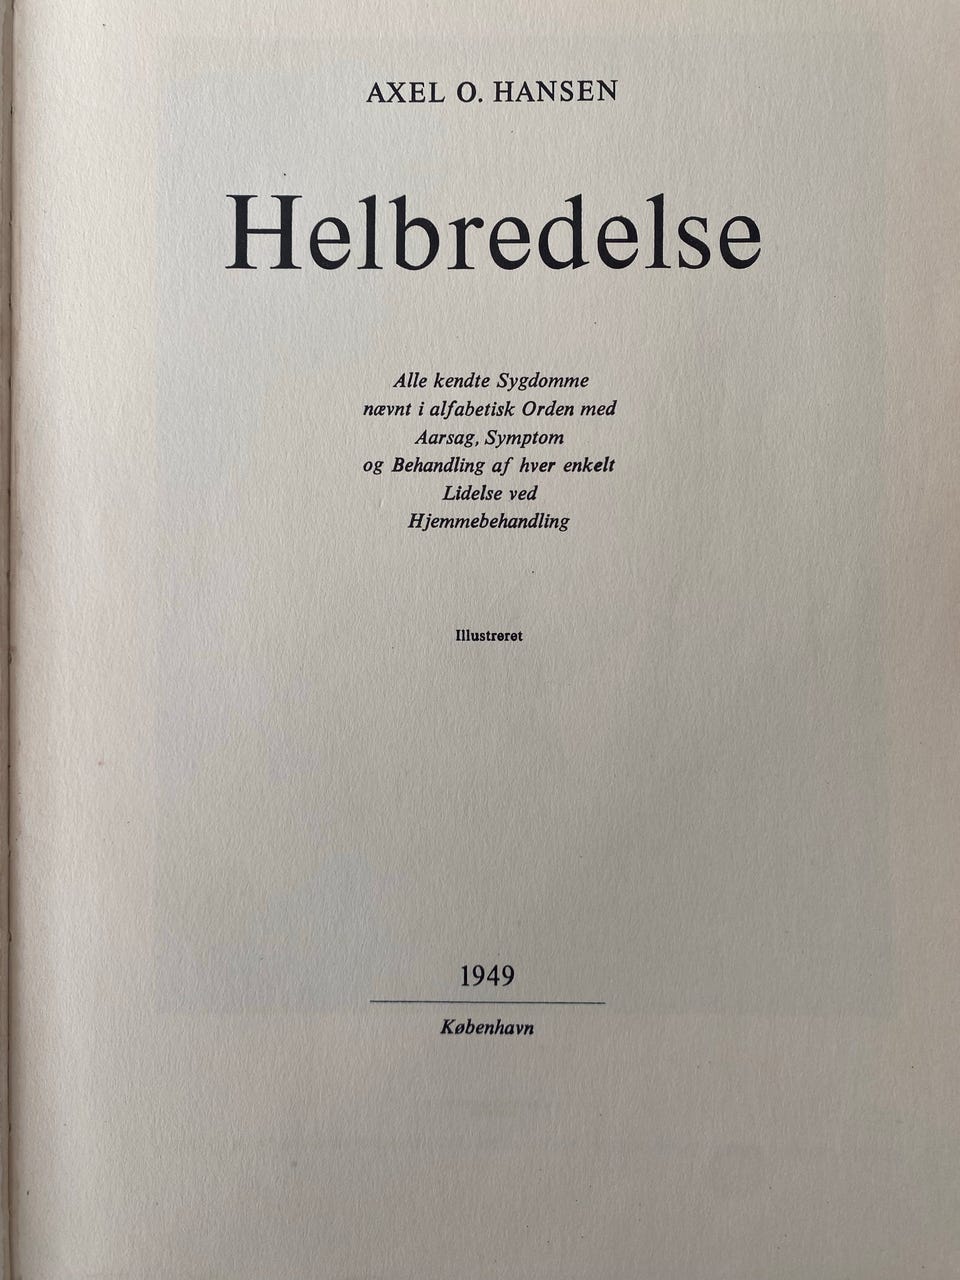 AXEL O. HANSEN
Helbredelse
Alle kendte Sygdomme
nævnt i alfabetisk Orden med
Aarsag, Symptom
og Behandling af hver enkelt
Lidelse ved
Hjemmebehandling
Illustreret
1949
København